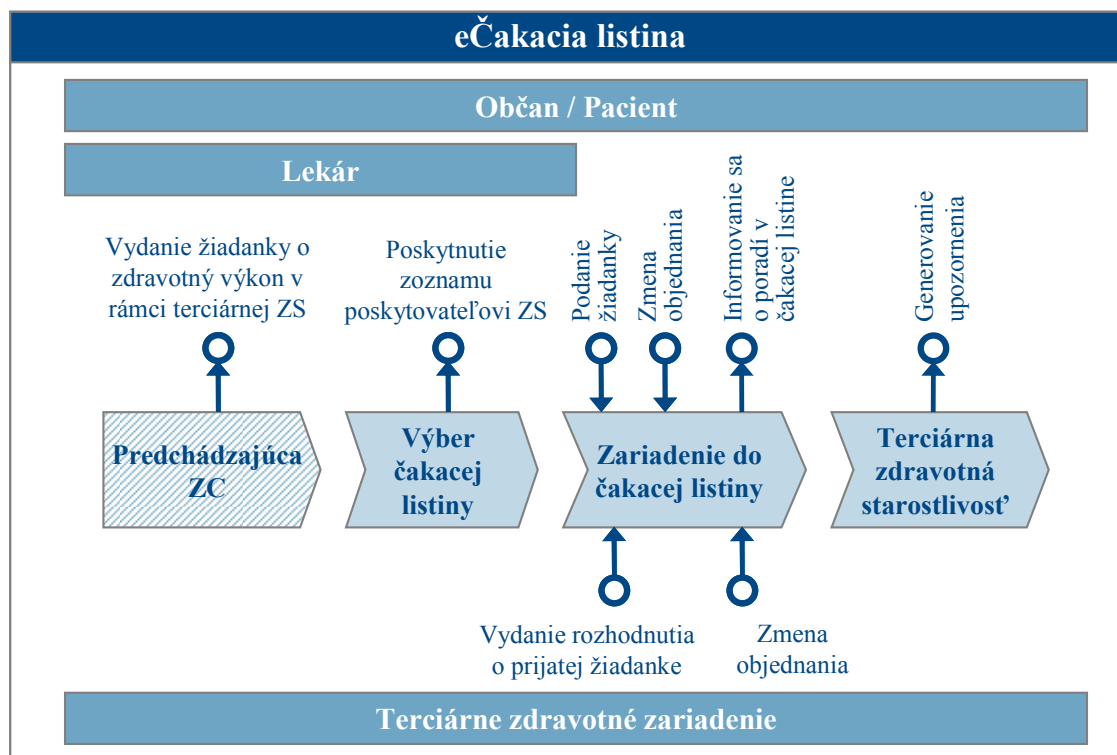 eČakacia listina
Občan / Pacient
Lekár
Vydanie žiadanky o
zdravotný výkon v
rámci terciárnej ZS
Poskytnutie
zoznamu
poskytovateľovi ZS
Podanie
žiadanky
Zmena
objednania
Informovanie sa
o poradí v
čakacej listine
Generovanie
upozornenia
Predchádzajúca
ZC
Výber
čakacej
listiny
Zariadenie do
čakacej listiny
Terciárna
zdravotná
starostlivosť
Vydanie rozhodnutia
o prijatej žiadanke
Zmena
objednania
Terciárne zdravotné zariadenie